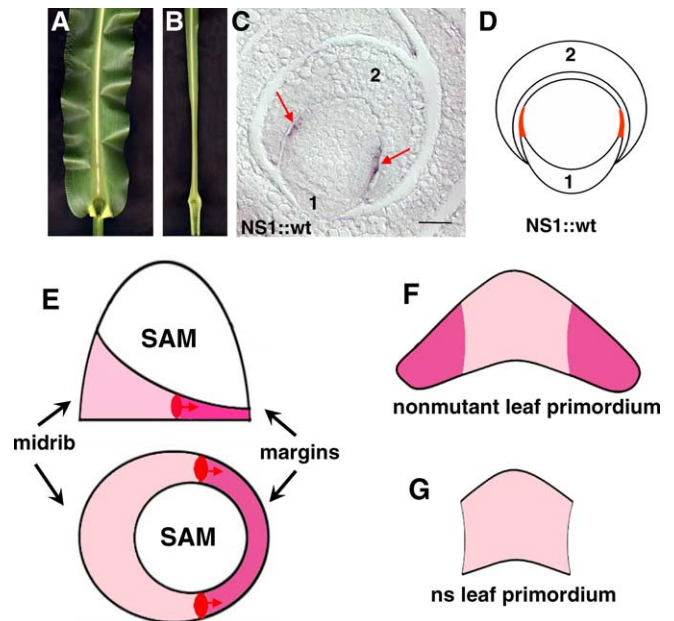 A
B
C
2
1
NS1::wt
D
2
1
NS1::wt
E
SAM
midrib
margins
SAM
F
nonmutant leaf primordium
G
ns leaf primordium